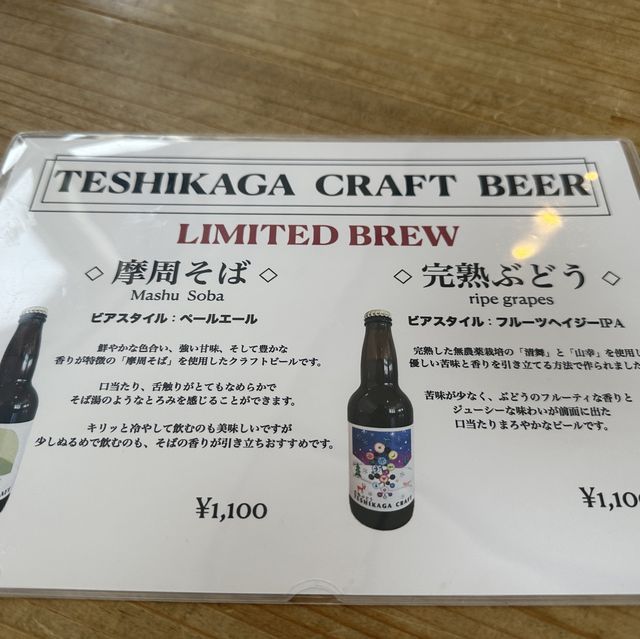 TESHIKAGA CRAFT BEER
LIMITED BREW
◇ 摩周そば ◇
Mashu Soba
ビアスタイル：ペールエール
鮮やかな色合い、強い甘味、そして豊かな
香りが特徴の「摩周そば」を使用したクラフトビールです。
口当たり、舌触りがとてもなめらかで
そば湯のようなとろみを感じることができます。
キリッと冷やして飲むのも美味しいですが
少しぬるめで飲むのも、そばの香りが引き立ちおすすめです。
¥1,100
◇ 完熟ぶどう ◇
ripe grapes
ビアスタイル：フルーツヘイジーIPA
完熟した無農薬栽培の「清舞」と「山幸」を使用し
優しい苦味と香りを引き立てる方法で作られました
苦味が少なく、ぶどうのフルーティな香りと
ジューシーな味わいが前面に出た
口当たりまろやかなビールです。
¥1,100
TESHIKAGA CRAFT